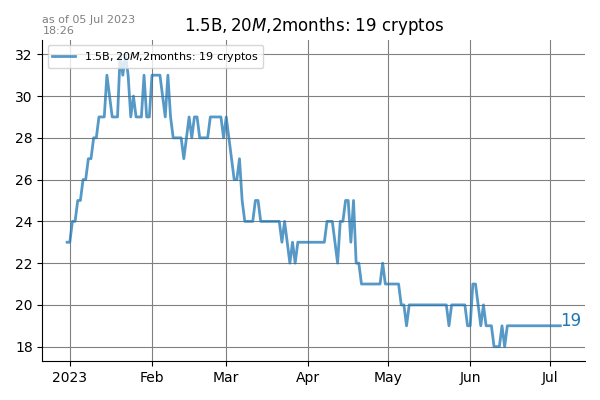 as of 05 Jul 2023
18:26
1.5B, 20M,2months: 19 cryptos
1.5B, 20M,2months: 19 cryptos
32
30
28
26
24
22
20
18
19
2023 Feb Mar Apr May Jun Jul